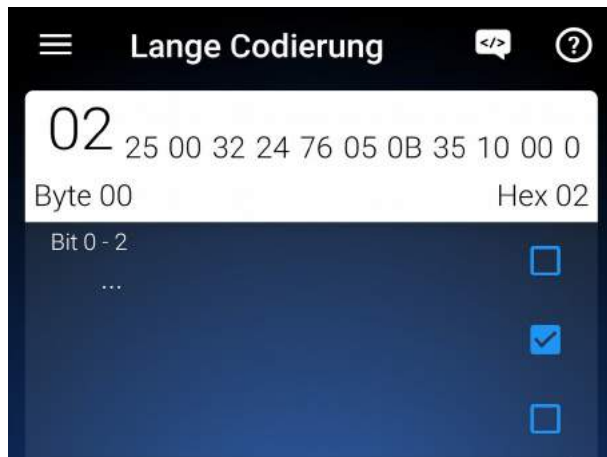 Lange Codierung </> ?
02 25 00 32 24 76 05 0B 35 10 00 0
Byte 00 Hex 02
Bit 0 - 2
...